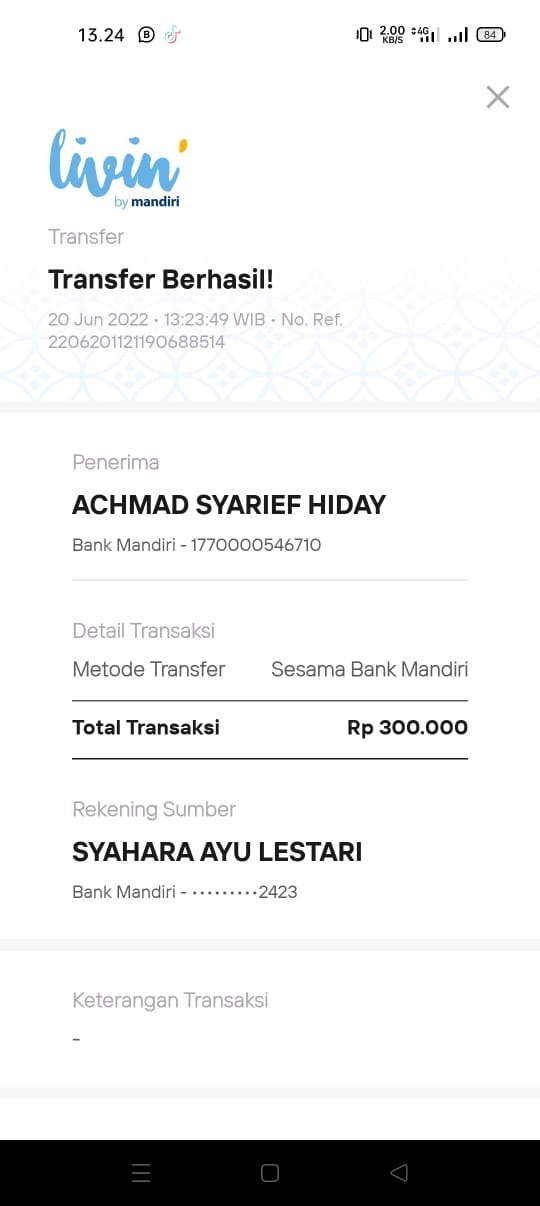 13.24
2.00 KB/S 4G 84
livin'
by mandiri
Transfer
Transfer Berhasil!
20 Jun 2022 • 13:23:49 WIB • No. Ref.
2206201121190688514
Penerima
ACHMAD SYARIEF HIDAY
Bank Mandiri - 1770000546710
Detail Transaksi
Metode Transfer Sesama Bank Mandiri
Total Transaksi Rp 300.000
Rekening Sumber
SYAHARA AYU LESTARI
Bank Mandiri - •••••••••2423
Keterangan Transaksi
-